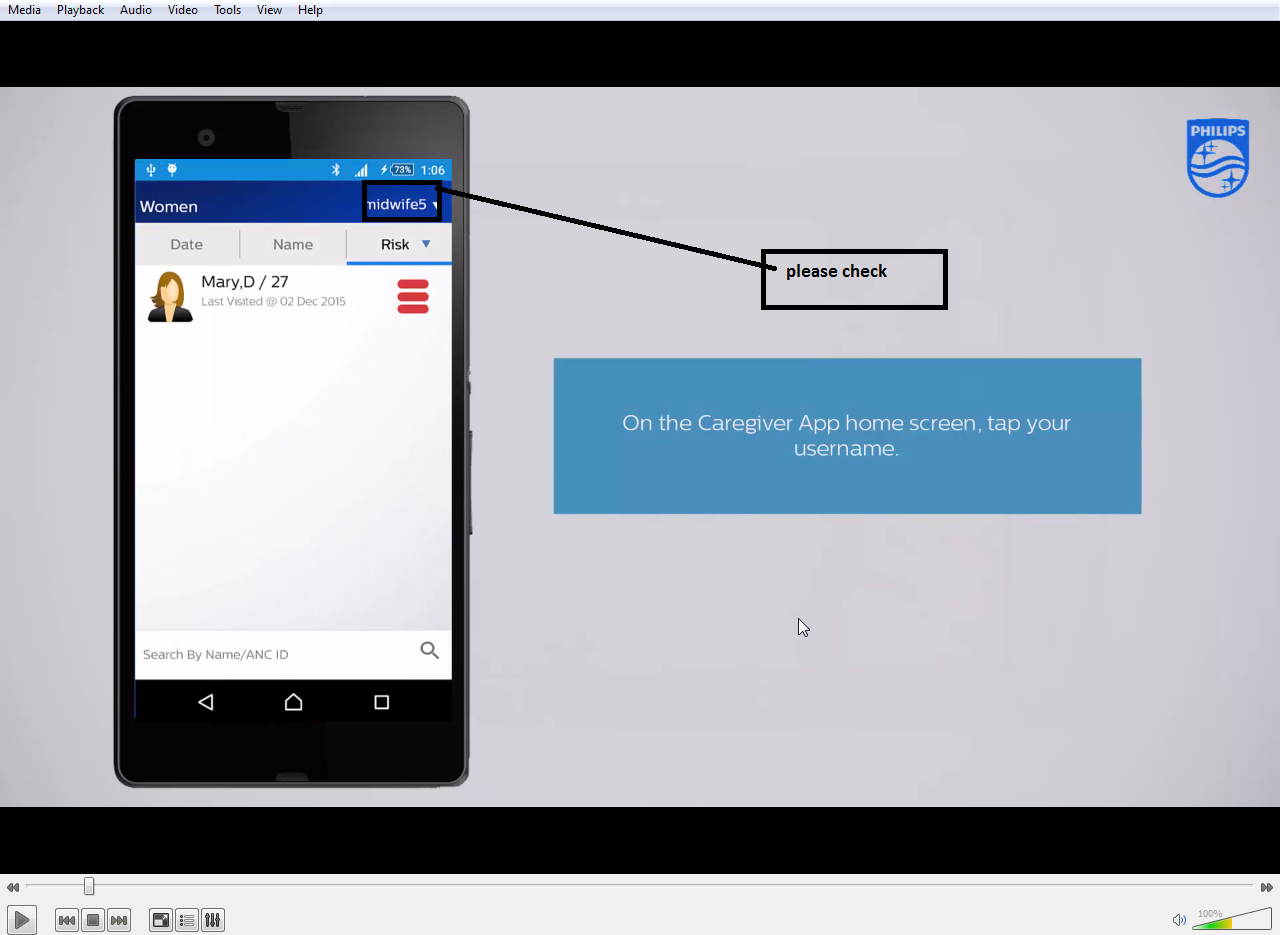 Media Playback Audio Video Tools View Help
PHILIPS
73% 1:06
Women midwife5
Date Name Risk
Mary,D / 27
Last Visited @ 02 Dec 2015
please check
On the Caregiver App home screen, tap your
username.
Search By Name/ANC ID
100%